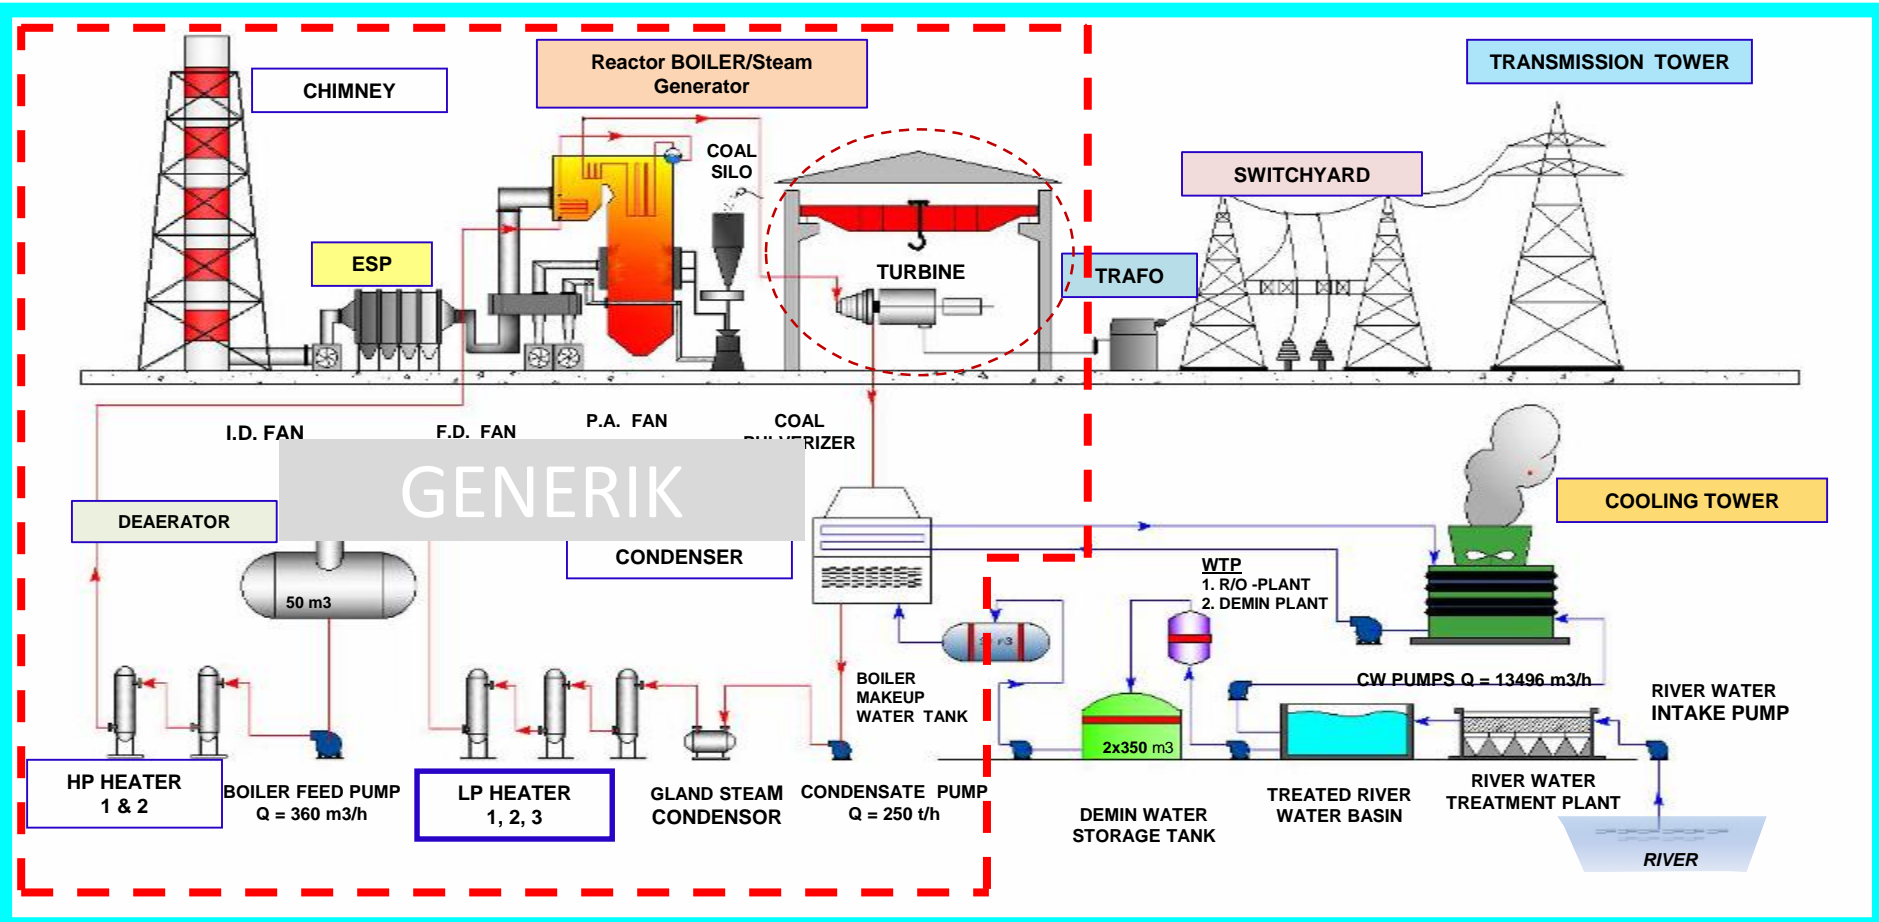 Reactor BOILER/Steam
Generator
TRANSMISSION TOWER
CHIMNEY
COAL
SILO
SWITCHYARD
ESP
TURBINE
TRAFO
I.D. FAN
F.D. FAN
P.A. FAN
COAL
PULVERIZER
GENERIK
DEAERATOR
COOLING TOWER
CONDENSER
WTP
1. R/O -PLANT
2. DEMIN PLANT
50 m3
BOILER
MAKEUP
WATER TANK
CW PUMPS Q = 13496 m3/h
RIVER WATER
INTAKE PUMP
2x350 m3
HP HEATER
1 & 2
BOILER FEED PUMP
Q = 360 m3/h
LP HEATER
1, 2, 3
GLAND STEAM
CONDENSOR
CONDENSATE PUMP
Q = 250 t/h
DEMIN WATER
STORAGE TANK
TREATED RIVER
WATER BASIN
RIVER WATER
TREATMENT PLANT
RIVER